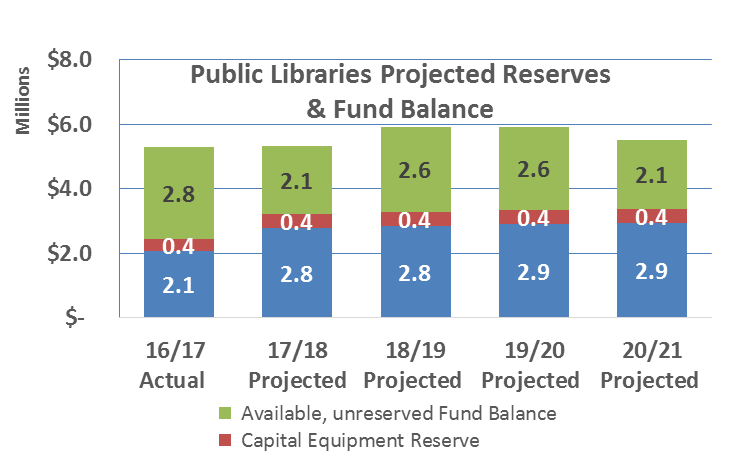 Public Libraries Projected Reserves
& Fund Balance
Millions
$8.0
$6.0
$4.0
$2.0
$-
2.8
2.1
2.6
2.6
2.1
0.4
0.4
0.4
0.4
0.4
2.1
2.8
2.8
2.9
2.9
16/17 17/18 18/19 19/20 20/21
Actual Projected Projected Projected Projected
Available, unreserved Fund Balance
Capital Equipment Reserve